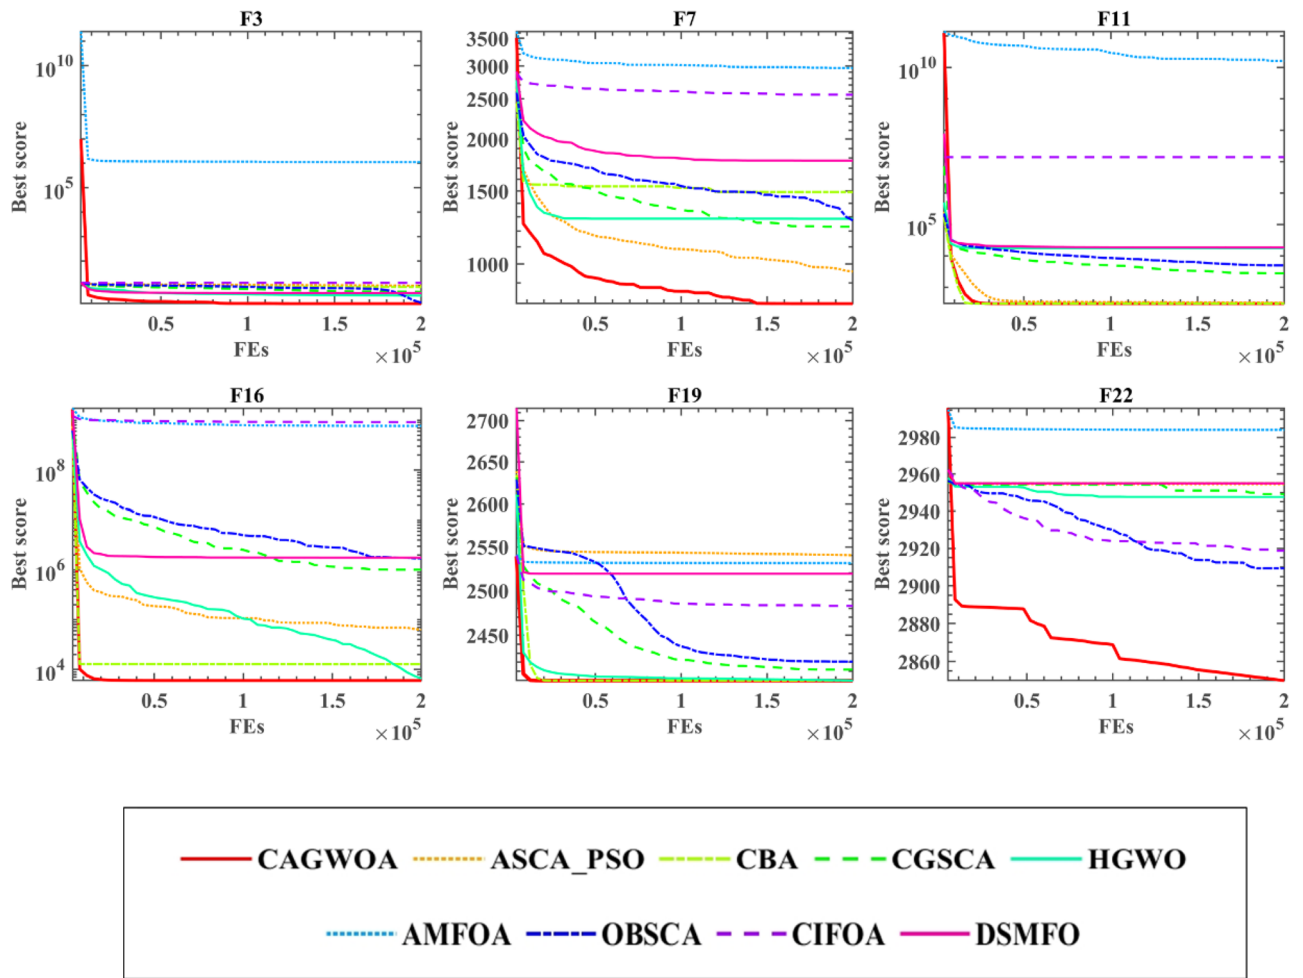 F3
10^10
10^5
Best score
0.5 1 1.5 2
FEs
×10^5
F7
3500
3000
2500
2000
1500
1000
Best score
0.5 1 1.5 2
FEs
×10^5
F11
10^10
10^5
Best score
0.5 1 1.5 2
FEs
×10^5
F16
10^8
10^6
10^4
Best score
0.5 1 1.5 2
FEs
×10^5
F19
2700
2650
2600
2550
2500
2450
Best score
0.5 1 1.5 2
FEs
×10^5
F22
2980
2960
2940
2920
2900
2880
2860
Best score
0.5 1 1.5 2
FEs
×10^5
CAGWOA ASCA_PSO CBA CGSCA HGWO
AMFOA OBSCA CIFOA DSMFO